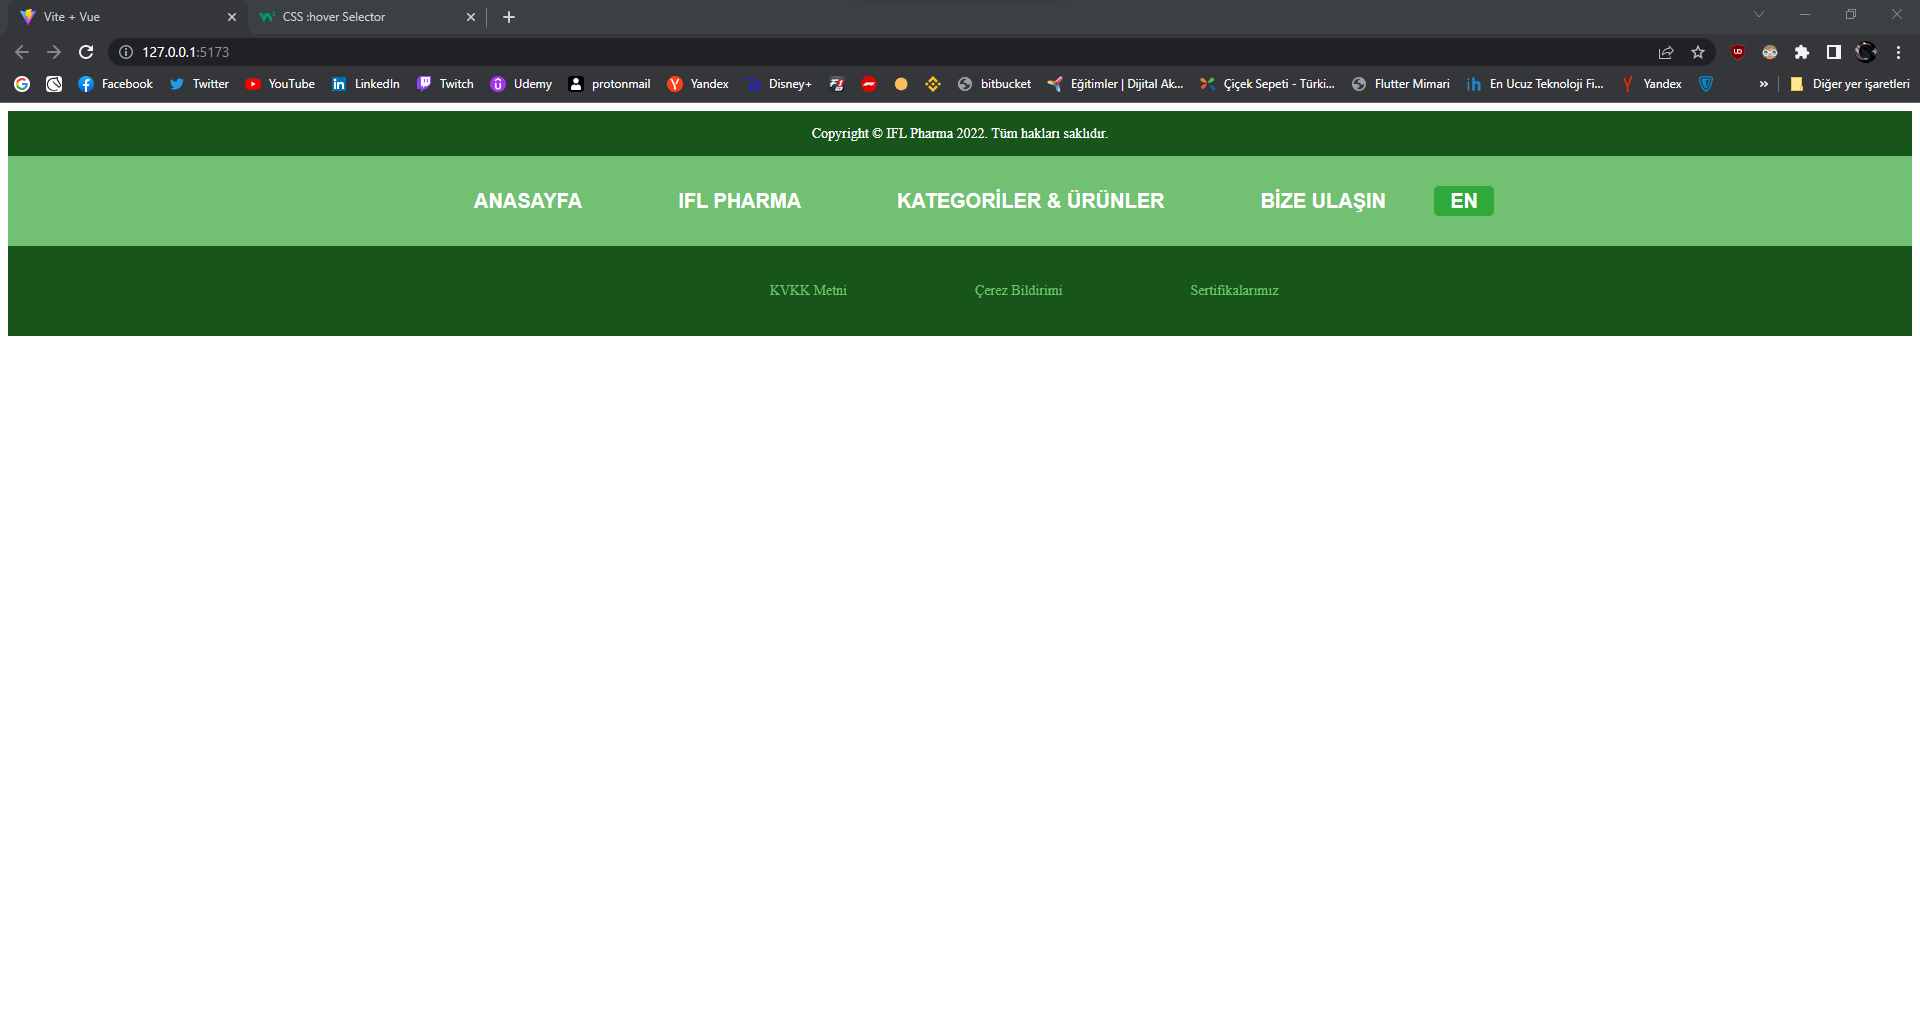 Vite + Vue
CSS :hover Selector
127.0.0.1:5173
Facebook Twitter YouTube LinkedIn Twitch Udemy protonmail Yandex Disney+ bitbucket Eğitimler | Dijital Ak... Çiçek Sepeti - Türki... Flutter Mimari En Ucuz Teknoloji Fi... Yandex » Diğer yer işaretleri
Copyright © IFL Pharma 2022. Tüm hakları saklıdır.
ANASAYFA IFL PHARMA KATEGORİLER & ÜRÜNLER BİZE ULAŞIN EN
KVKK Metni Çerez Bildirimi Sertifikalarımız